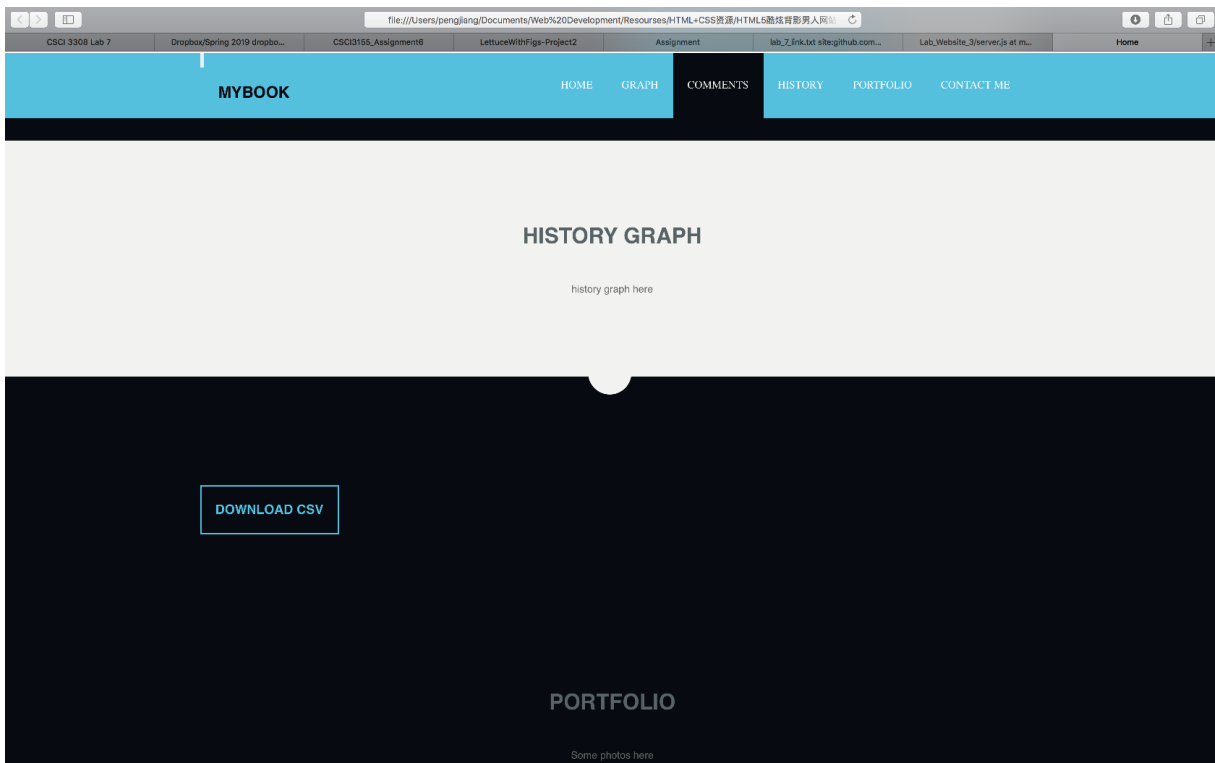 file:///Users/pengjiang/Documents/Web%20Development/Resourses/HTML+CSS资源/HTML5酷炫背影男人网站
CSCI 3308 Lab 7 Dropbox/Spring 2019 dropbo... CSCI3155_Assignment6 LettuceWithFigs-Project2 Assignment lab_7_link.txt site:github.com... Lab_Website_3/server.js at m... Home
MYBOOK HOME GRAPH COMMENTS HISTORY PORTFOLIO CONTACT ME
HISTORY GRAPH
history graph here
DOWNLOAD CSV
PORTFOLIO
Some photos here